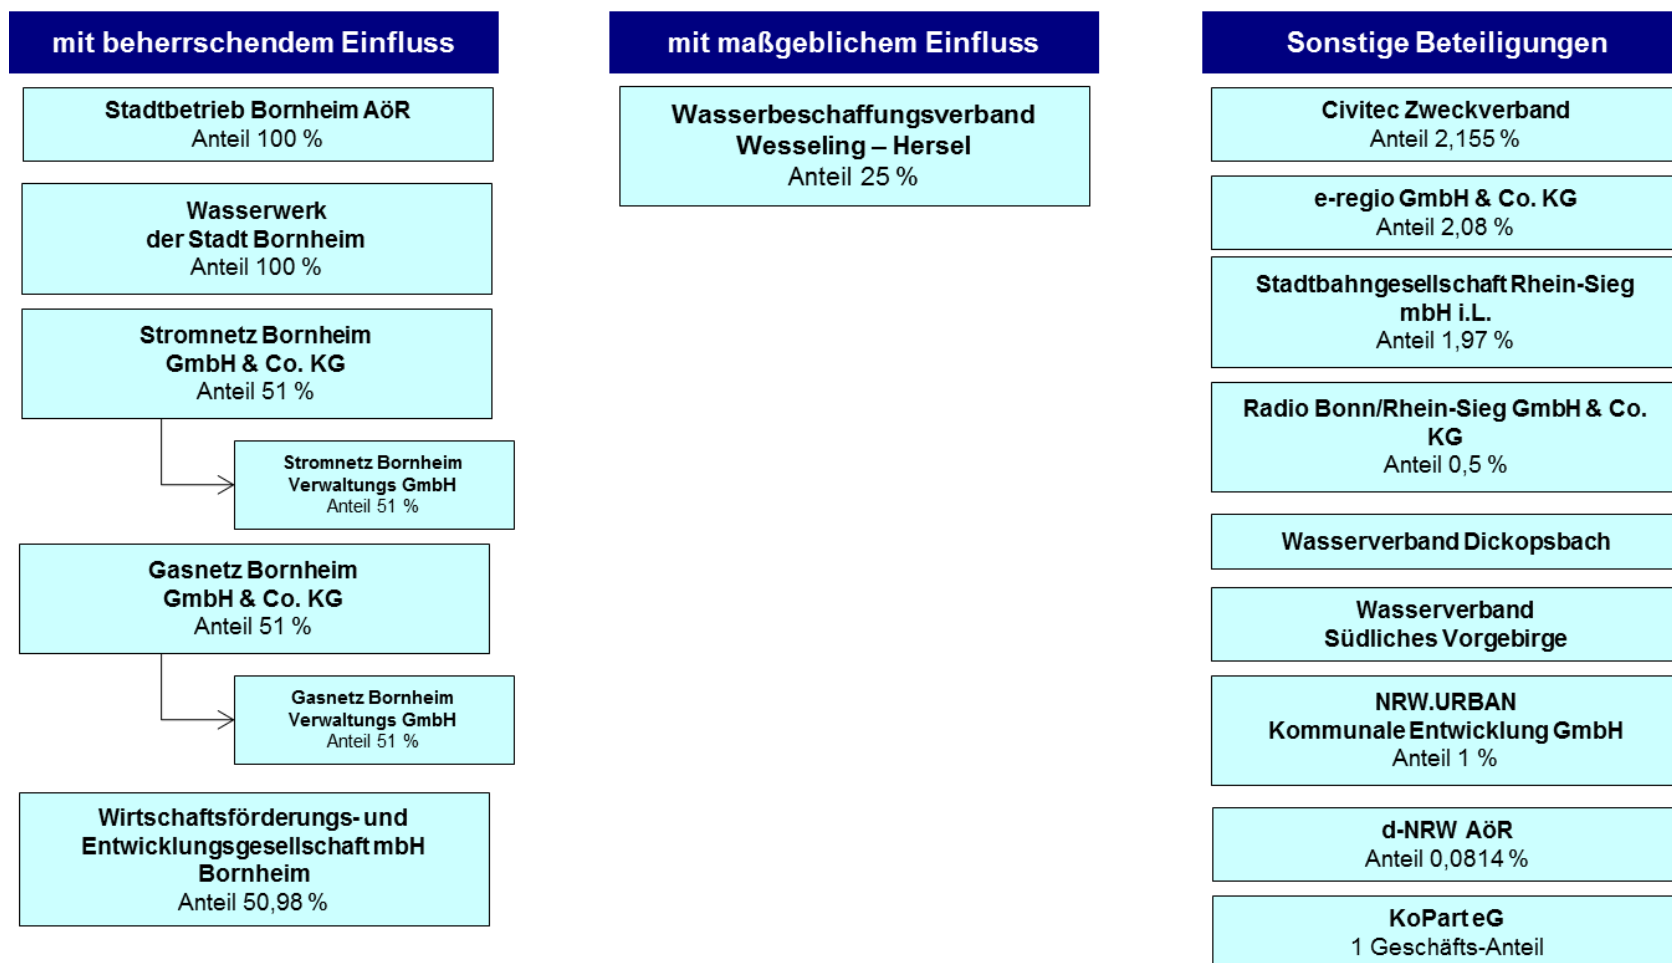 mit beherrschendem Einfluss
Stadtbetrieb Bornheim AöR
Anteil 100 %
Wasserwerk
der Stadt Bornheim
Anteil 100 %
Stromnetz Bornheim
GmbH & Co. KG
Anteil 51 %
Stromnetz Bornheim
Verwaltungs GmbH
Anteil 51 %
Gasnetz Bornheim
GmbH & Co. KG
Anteil 51 %
Gasnetz Bornheim
Verwaltungs GmbH
Anteil 51 %
Wirtschaftsförderungs- und
Entwicklungsgesellschaft mbH
Bornheim
Anteil 50,98 %
mit maßgeblichem Einfluss
Wasserbeschaffungsverband
Wesseling – Hersel
Anteil 25 %
Sonstige Beteiligungen
Civitec Zweckverband
Anteil 2,155 %
e-regio GmbH & Co. KG
Anteil 2,08 %
Stadtbahngesellschaft Rhein-Sieg
mbH i.L.
Anteil 1,97 %
Radio Bonn/Rhein-Sieg GmbH & Co.
KG
Anteil 0,5 %
Wasserverband Dickopsbach
Wasserverband
Südliches Vorgebirge
NRW.URBAN
Kommunale Entwicklung GmbH
Anteil 1 %
d-NRW AöR
Anteil 0,0814 %
KoPart eG
1 Geschäfts-Anteil